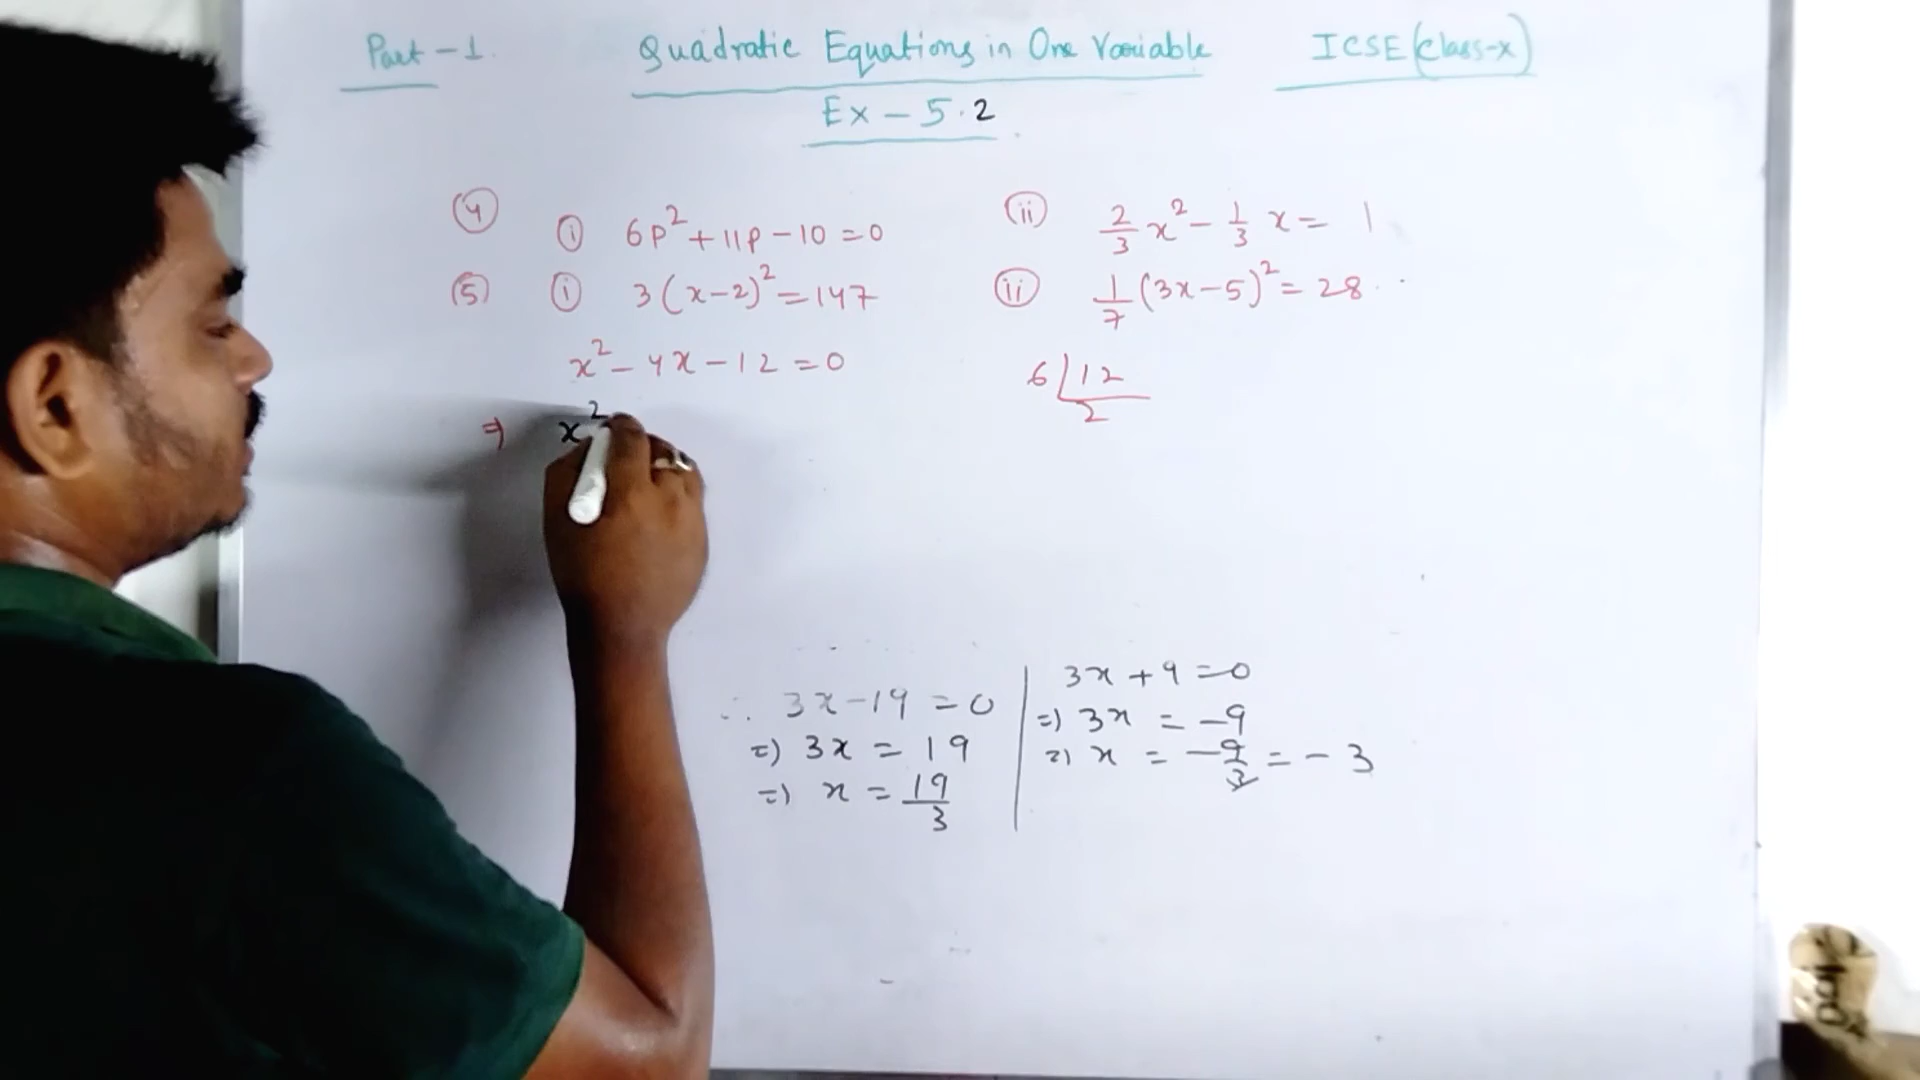 Part - 1. Quadratic Equations in One Variable ICSE (Class-X)
Ex - 5.2
(4) (i) 6p² + 11p - 10 = 0 (ii) 2/3 x² - 1/3 x = 1
(5) (i) 3(x-2)² = 147 (ii) 1/7 (3x-5)² = 28
x² - 4x - 12 = 0
6 | 12
2
⇒ x²
∴ 3x - 19 = 0
=) 3x = 19
=) x = 19/3
3x + 9 = 0
=) 3x = -9
=) x = -9/3 = -3